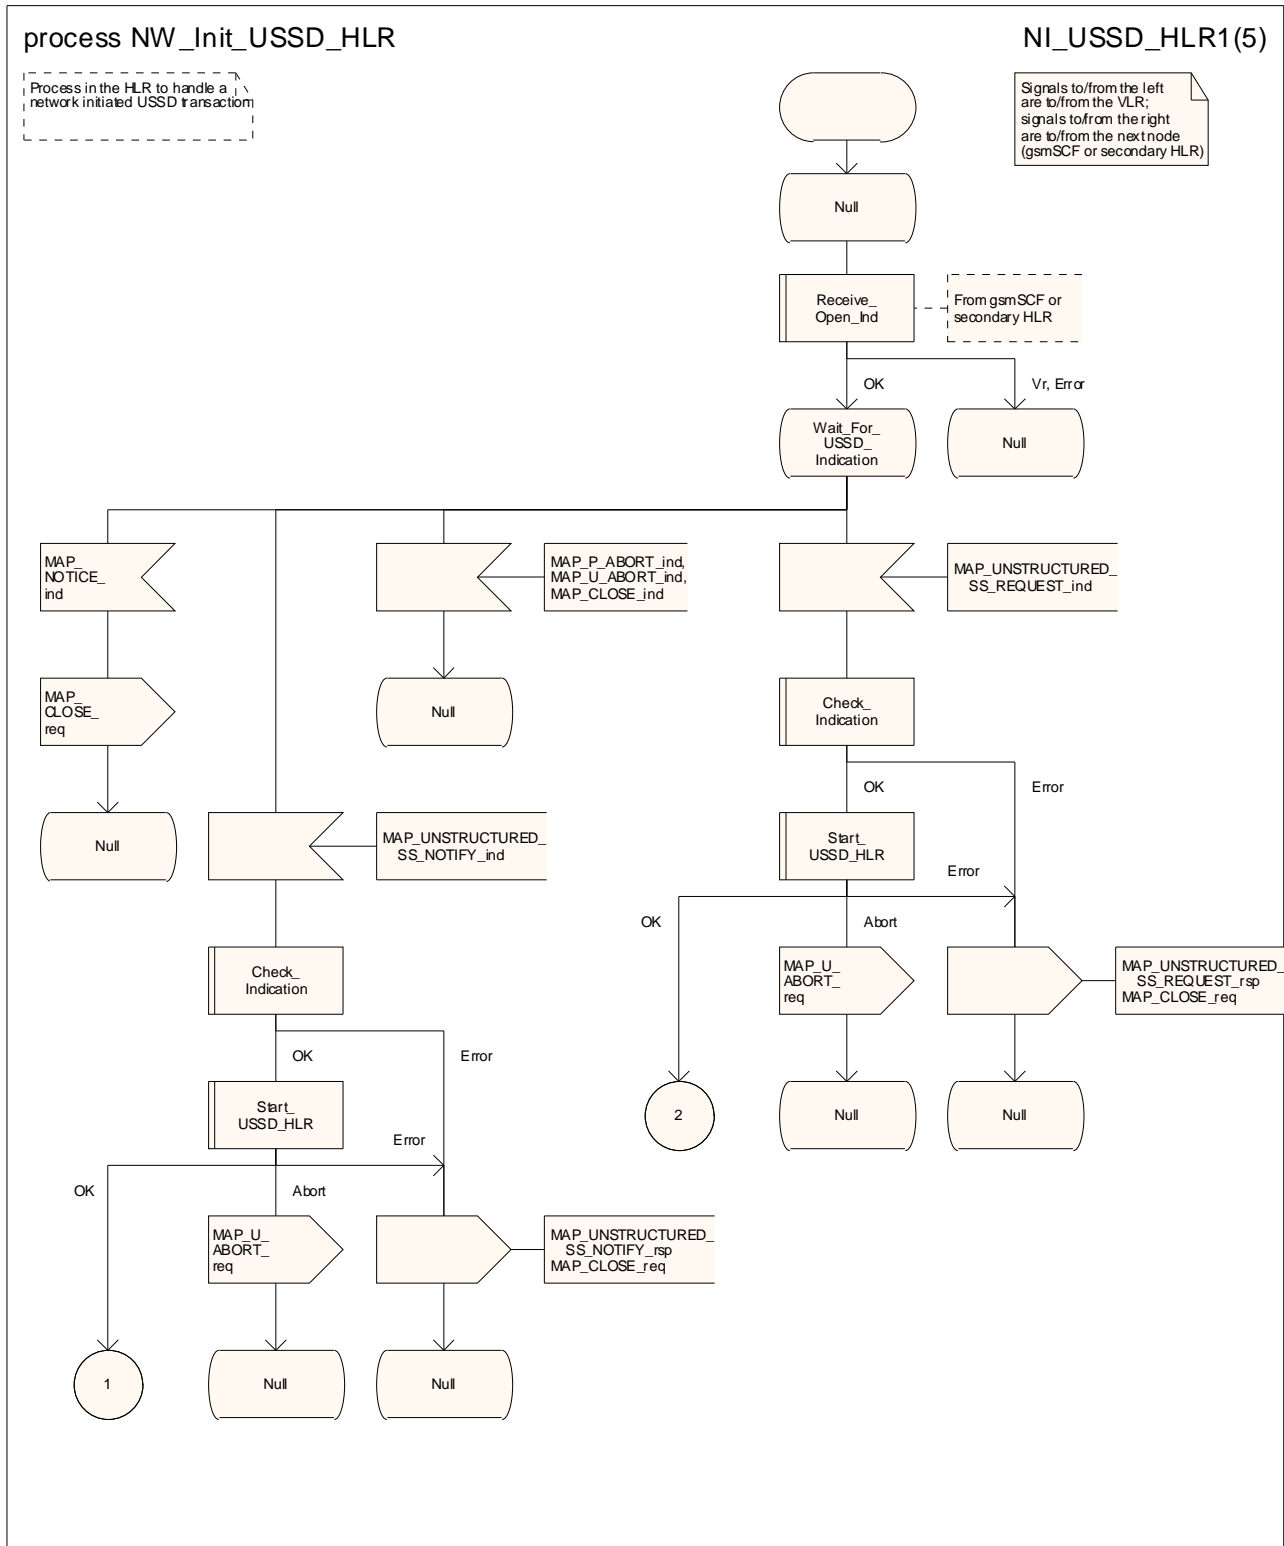 process NW_Init_USSD_HLR
NI_USSD_HLR1(5)
Process in the HLR to handle a
network initiated USSD transaction
Signals to/from the left
are to/from the VLR;
signals to/from the right
are to/from the next node
(gsmSCF or secondary HLR)
Null
Receive_
Open_Ind
From gsmSCF or
secondary HLR
OK
Vr, Error
Wait_For_
USSD_
Indication
Null
MAP_
NOTICE_
ind
MAP_P_ABORT_ind,
MAP_U_ABORT_ind,
MAP_CLOSE_ind
MAP_UNSTRUCTURED_
SS_REQUEST_ind
MAP_
CLOSE_
req
Null
Check_
Indication
OK
Error
Null
MAP_UNSTRUCTURED_
SS_NOTIFY_ind
Start_
USSD_HLR
Error
OK
Abort
Check_
Indication
MAP_U_
ABORT_
req
MAP_UNSTRUCTURED_
SS_REQUEST_rsp
MAP_CLOSE_req
OK
Error
Start_
USSD_HLR
2
Null
Null
Error
OK
Abort
MAP_U_
ABORT_
req
MAP_UNSTRUCTURED_
SS_NOTIFY_rsp
MAP_CLOSE_req
1
Null
Null